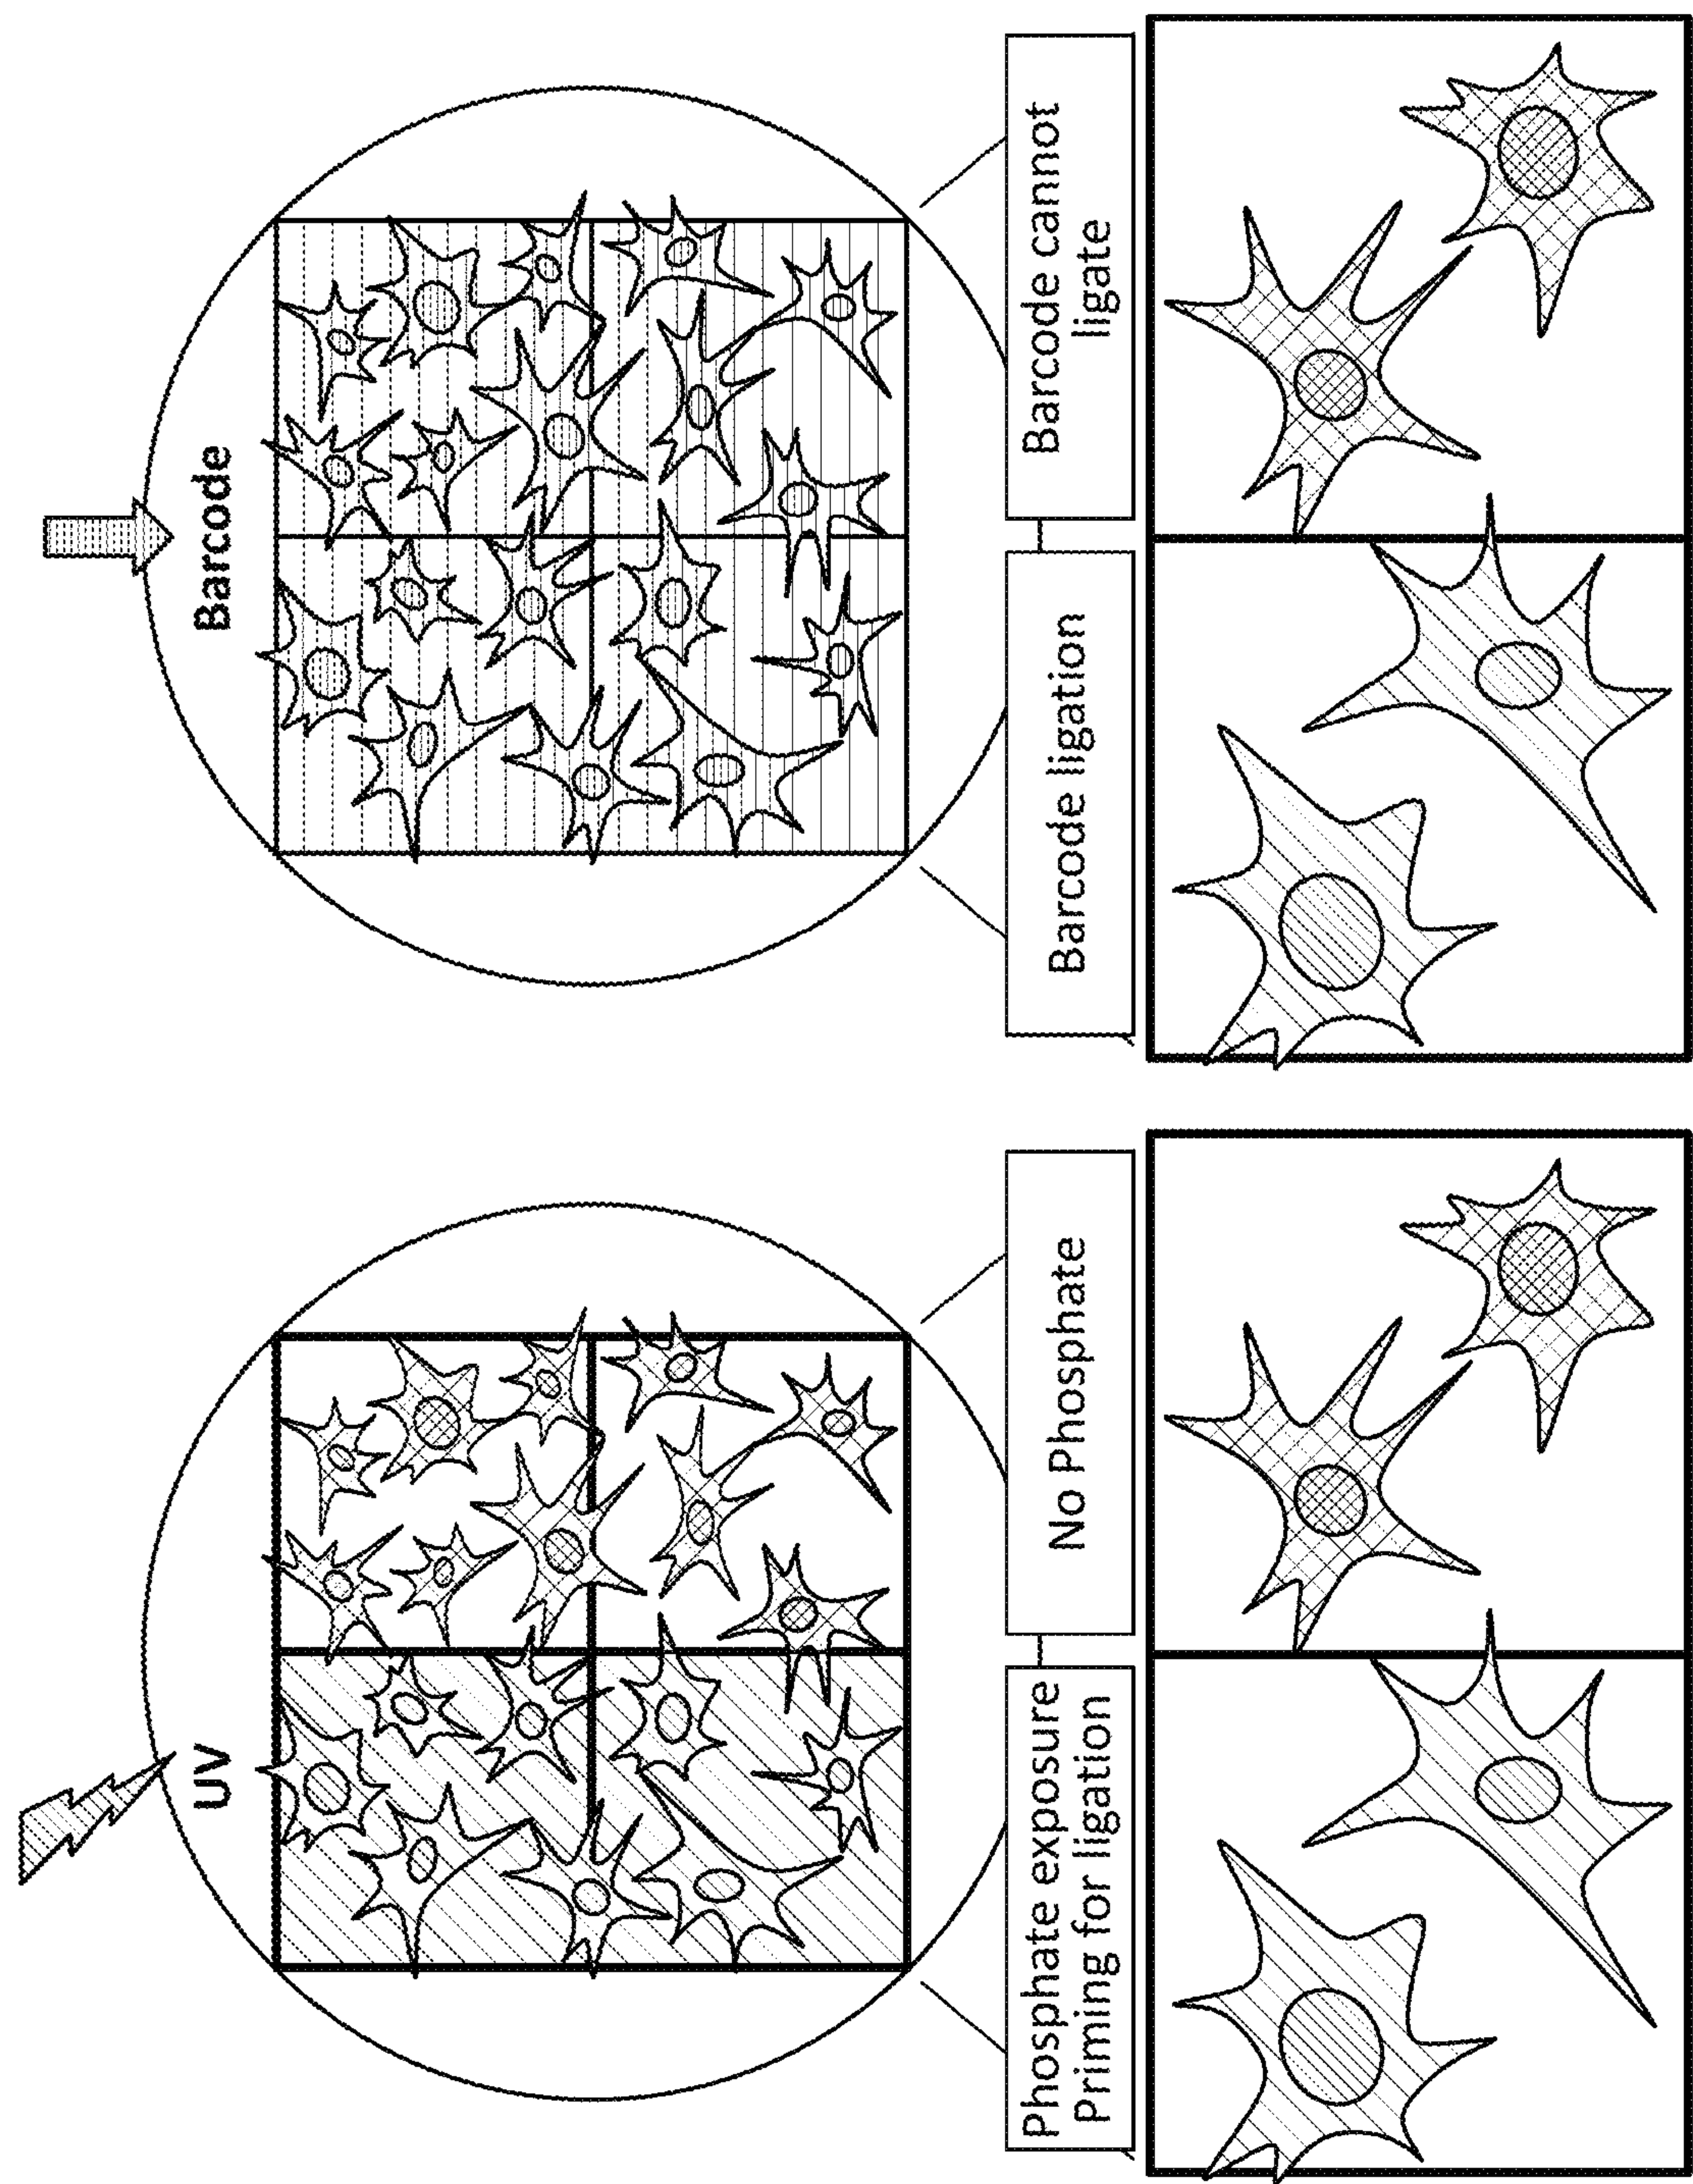 UV
Phosphate exposure
Priming for ligation
No Phosphate
Barcode
Barcode ligation
Barcode cannot
ligate